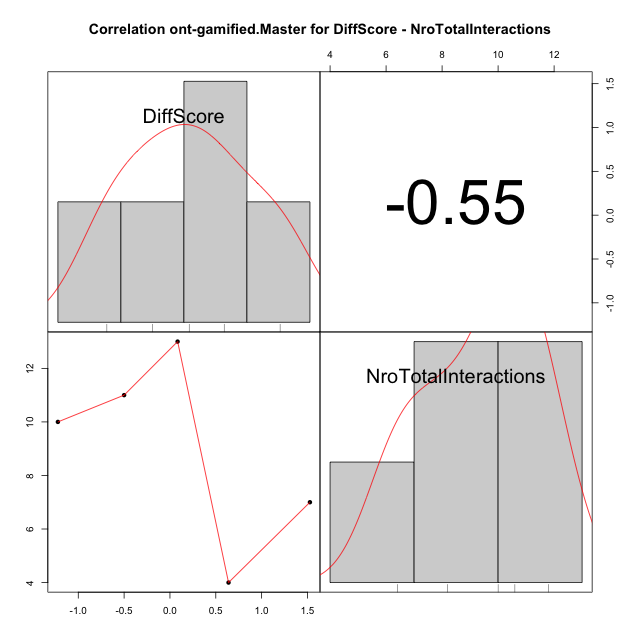 Correlation ont-gamified.Master for DiffScore - NroTotalInteractions
4 6 8 10 12
DiffScore
-0.55
1.5
1.0
0.5
0.0
-0.5
-1.0
NroTotalInteractions
12
10
8
6
4
-1.0 -0.5 0.0 0.5 1.0 1.5